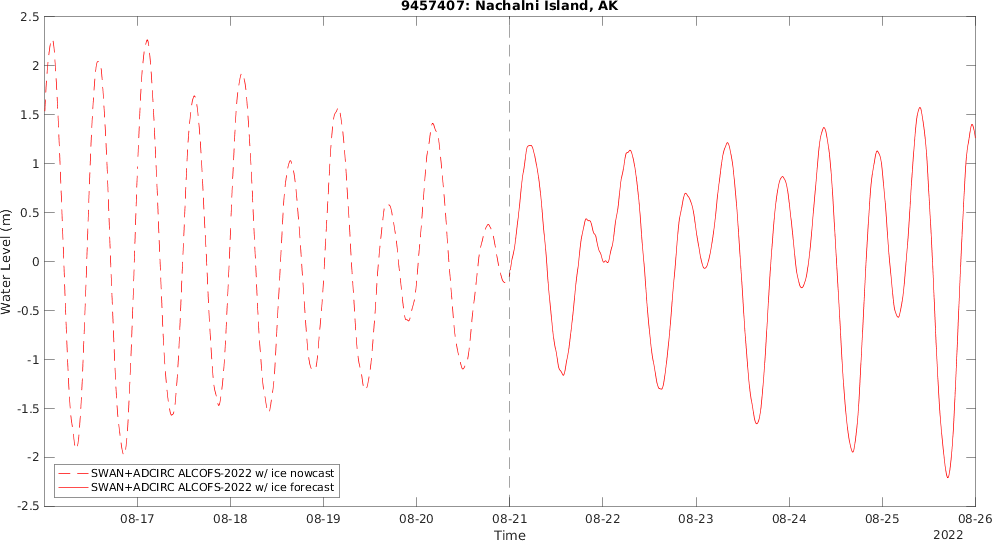 9457407: Nachalni Island, AK
2.5
2
1.5
1
0.5
0
-0.5
-1
-1.5
-2
-2.5
Water Level (m)
SWAN+ADCIRC ALCOFS-2022 w/ ice nowcast
SWAN+ADCIRC ALCOFS-2022 w/ ice forecast
08-17 08-18 08-19 08-20 08-21 08-22 08-23 08-24 08-25 08-26
Time
2022